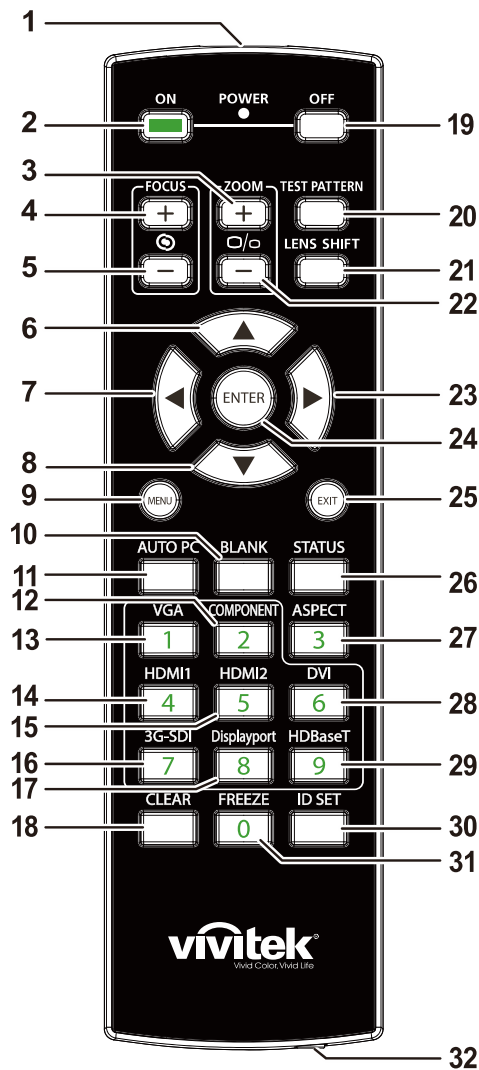 1
ON POWER OFF
2 19
3 FOCUS ZOOM TEST PATTERN
4 + + 20
LENS SHIFT
5 − − 21
22
6
7 ENTER 23
24
8
9 MENU EXIT 25
10 AUTO PC BLANK STATUS
11 26
12 VGA COMPONENT ASPECT
13 1 2 3 27
HDMI1 HDMI2 DVI
14 4 5 6 28
15 3G-SDI Displayport HDBaseT
16 7 8 9 29
17 CLEAR FREEZE ID SET
18 0 30
31
vivitek®
Vivid Color, Vivid Life
32